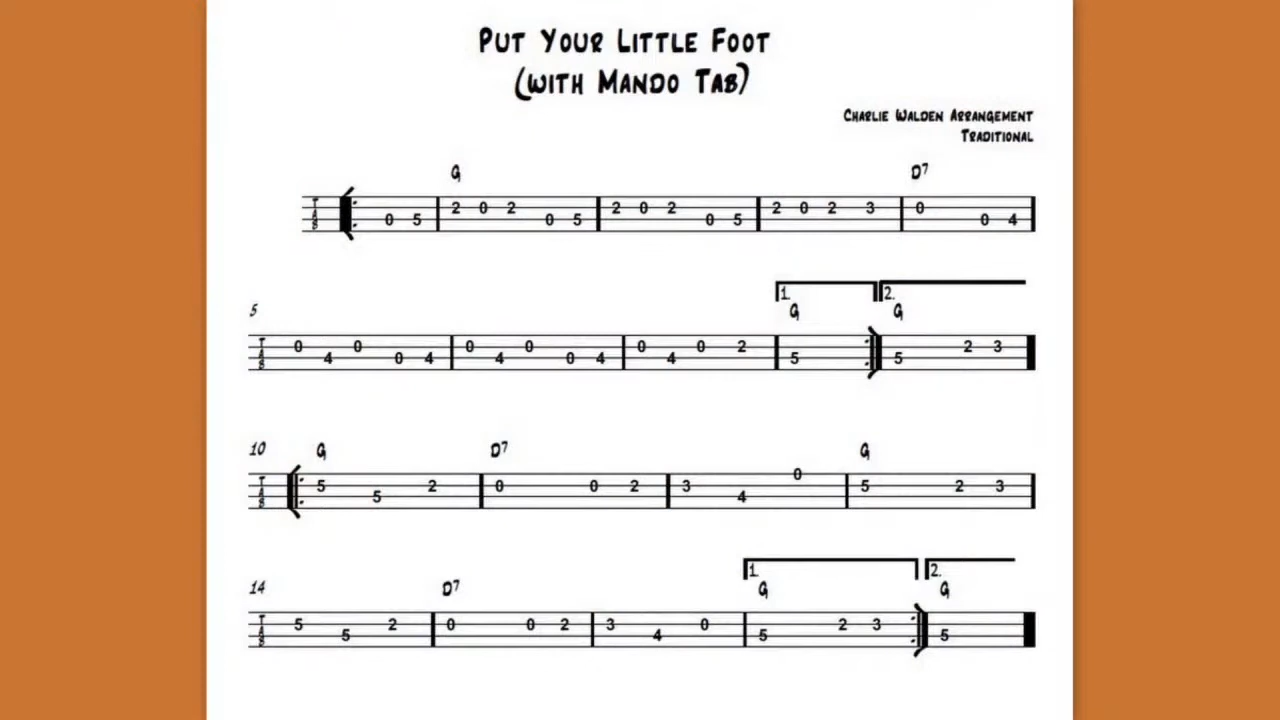 Put Your Little Foot
(with Mando Tab)
Charlie Walden Arrangement
Traditional
G D7
TAB 0 5 2 0 2 0 5 2 0 2 0 5 2 0 2 3 0 0 4
1. 2.
5 G G
TAB 0 4 0 0 4 0 4 0 0 4 0 4 0 2 5 5 2 3
10 G D7 G
TAB 5 5 2 0 0 2 3 4 0 5 2 3
1. 2.
14 D7 G G
TAB 5 5 2 0 0 2 3 4 0 5 2 3 5